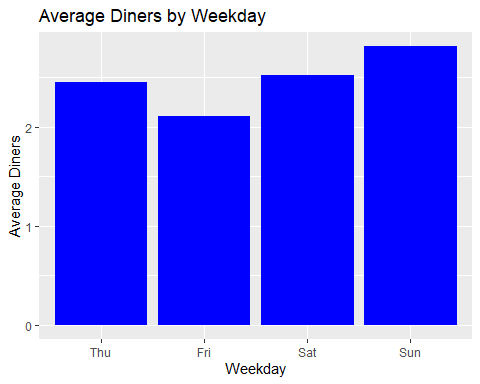 Average Diners by Weekday
Average Diners
2
1
0
Thu Fri Sat Sun
Weekday